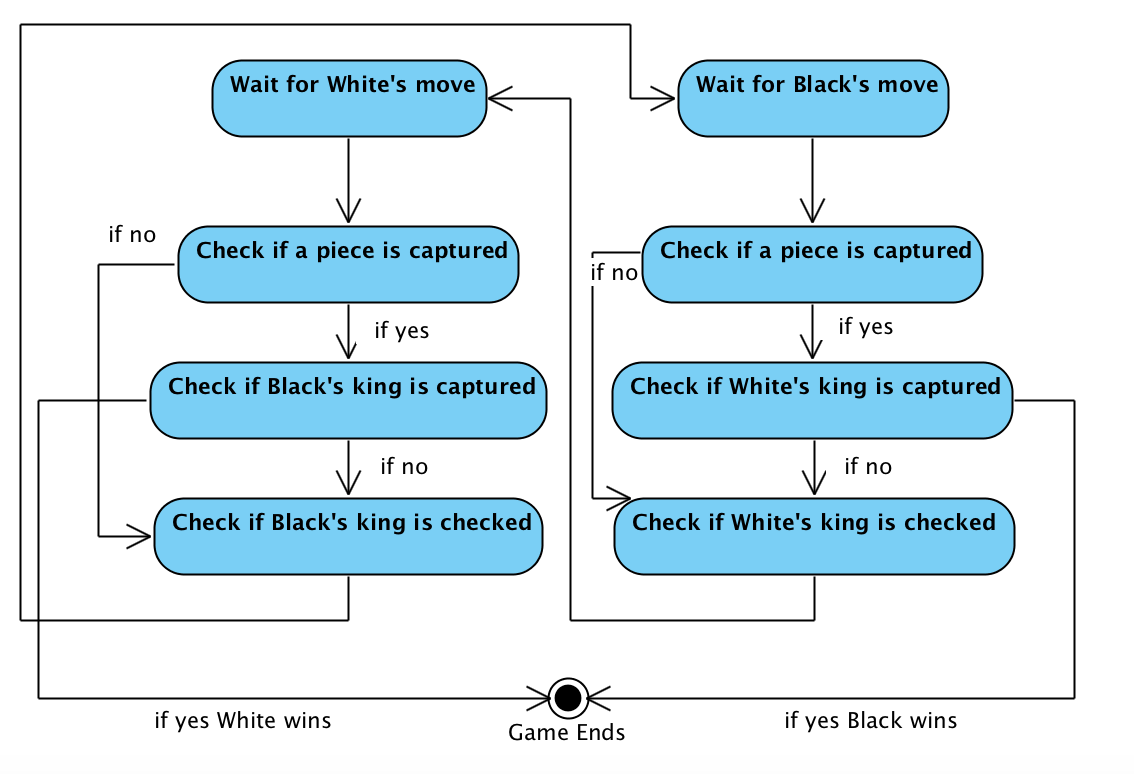 Wait for White's move
Wait for Black's move
if no
Check if a piece is captured
if no
Check if a piece is captured
if yes
if yes
Check if Black's king is captured
Check if White's king is captured
if no
if no
Check if Black's king is checked
Check if White's king is checked
if yes White wins
Game Ends
if yes Black wins